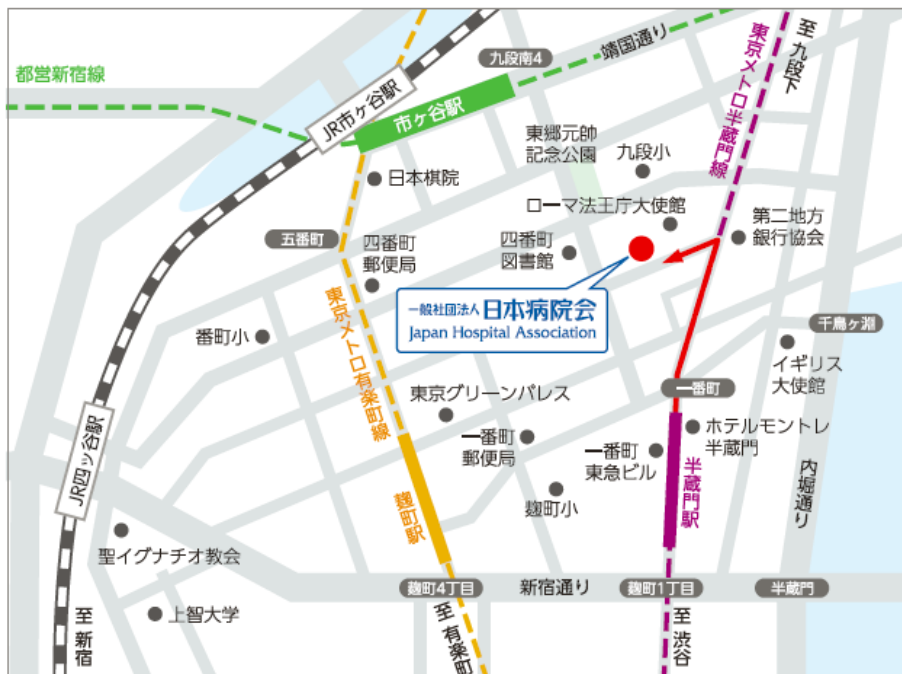 至 九段下
東京メトロ半蔵門線
靖国通り
九段南4
都営新宿線
JR市ヶ谷駅
市ヶ谷駅
東郷元帥
記念公園
九段小
日本棋院
ローマ法王庁大使館
第二地方
銀行協会
五番町
四番町
郵便局
四番町
図書館
一般社団法人 日本病院会
Japan Hospital Association
東京メトロ有楽町線
番町小
千鳥ヶ淵
イギリス
大使館
一番町
東京グリーンパレス
ホテルモントレ
半蔵門
一番町
郵便局
一番町
東急ビル
JR四ッ谷駅
麹町駅
半蔵門駅
内堀通り
麹町小
聖イグナチオ教会
麹町4丁目
新宿通り
麹町1丁目
半蔵門
上智大学
至 新宿
至 有楽町
至 渋谷